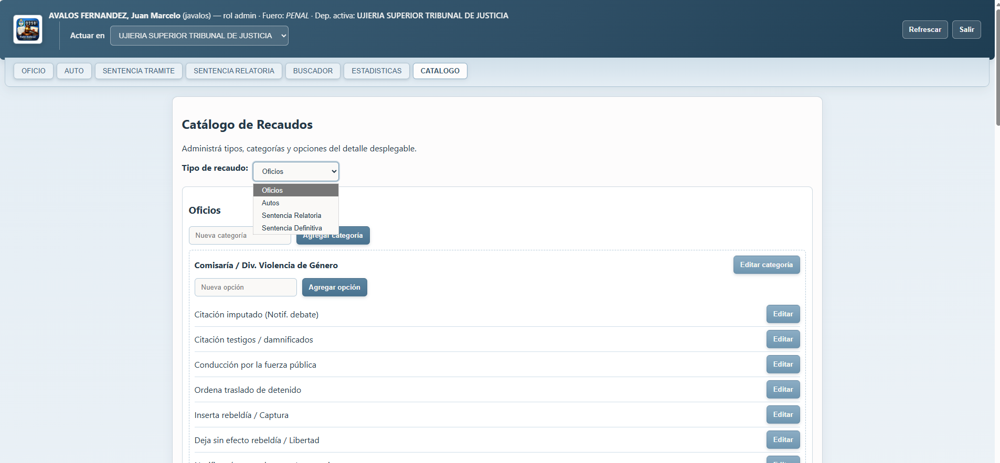 AVALOS FERNANDEZ, Juan Marcelo (javalos) — rol admin · Fuero: PENAL · Dep. activa: UJIERIA SUPERIOR TRIBUNAL DE JUSTICIA
0258
Actuar en
UJIERIA SUPERIOR TRIBUNAL DE JUSTICIA
Refrescar
Salir
OFICIO
AUTO
SENTENCIA TRAMITE
SENTENCIA RELATORIA
BUSCADOR
ESTADISTICAS
CATALOGO
Catálogo de Recaudos
Administrá tipos, categorías y opciones del detalle desplegable.
Tipo de recaudo:
Oficios
Oficios
Autos
Sentencia Relatoria
Sentencia Definitiva
Oficios
Nueva categoría
Agregar categoría
Comisaría / Div. Violencia de Género
Editar categoría
Nueva opción
Agregar opción
Citación imputado (Notif. debate)
Editar
Citación testigos / damnificados
Editar
Conducción por la fuerza pública
Editar
Ordena traslado de detenido
Editar
Inserta rebeldía / Captura
Editar
Deja sin efecto rebeldía / Libertad
Editar